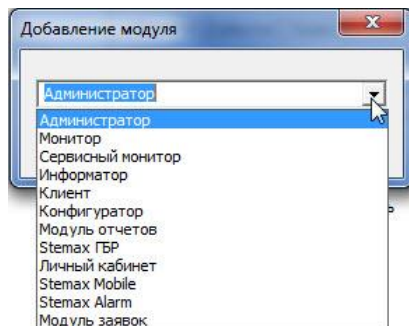 Добавление модуля
Администратор
Администратор
Монитор
Сервисный монитор
Информатор
Клиент
Конфигуратор
Модуль отчетов
Stemax ГБР
Личный кабинет
Stemax Mobile
Stemax Alarm
Модуль заявок